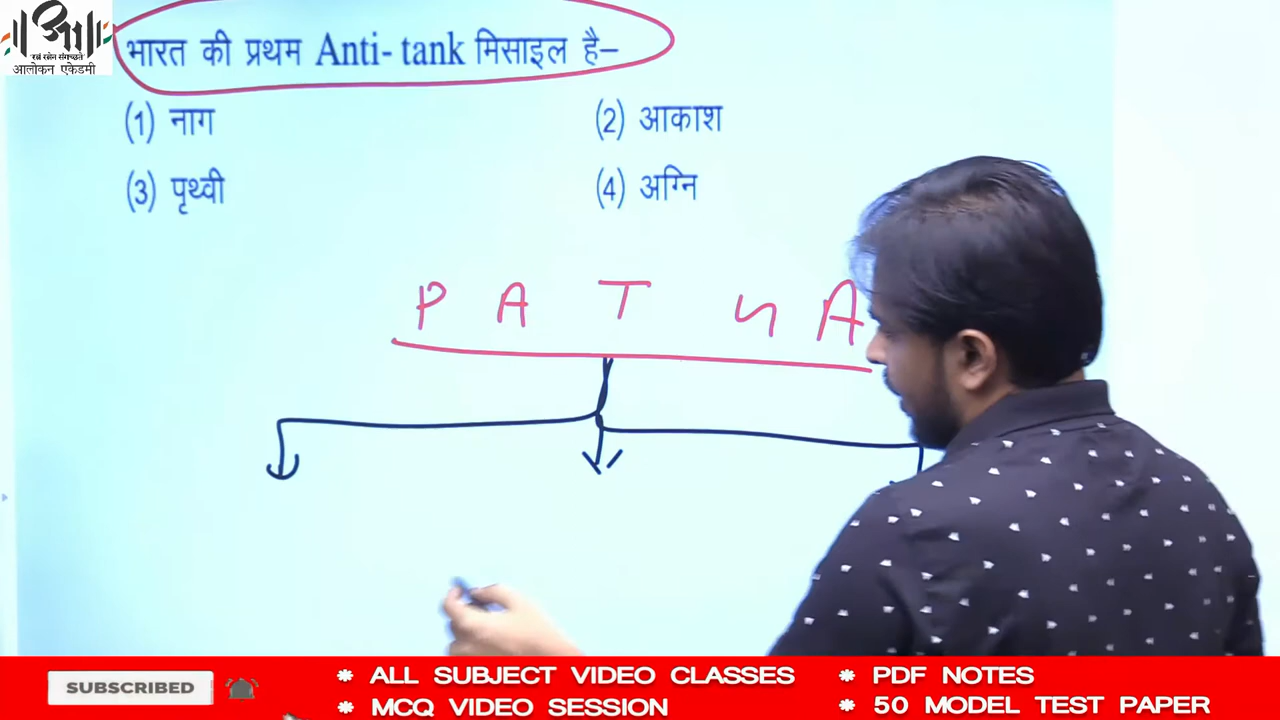 भारत की प्रथम Anti-tank मिसाइल है–
(1) नाग
(2) आकाश
(3) पृथ्वी
(4) अग्नि
P A T N A
आलोकन एकेडमी
SUBSCRIBED
* ALL SUBJECT VIDEO CLASSES
* PDF NOTES
* MCQ VIDEO SESSION
* 50 MODEL TEST PAPER